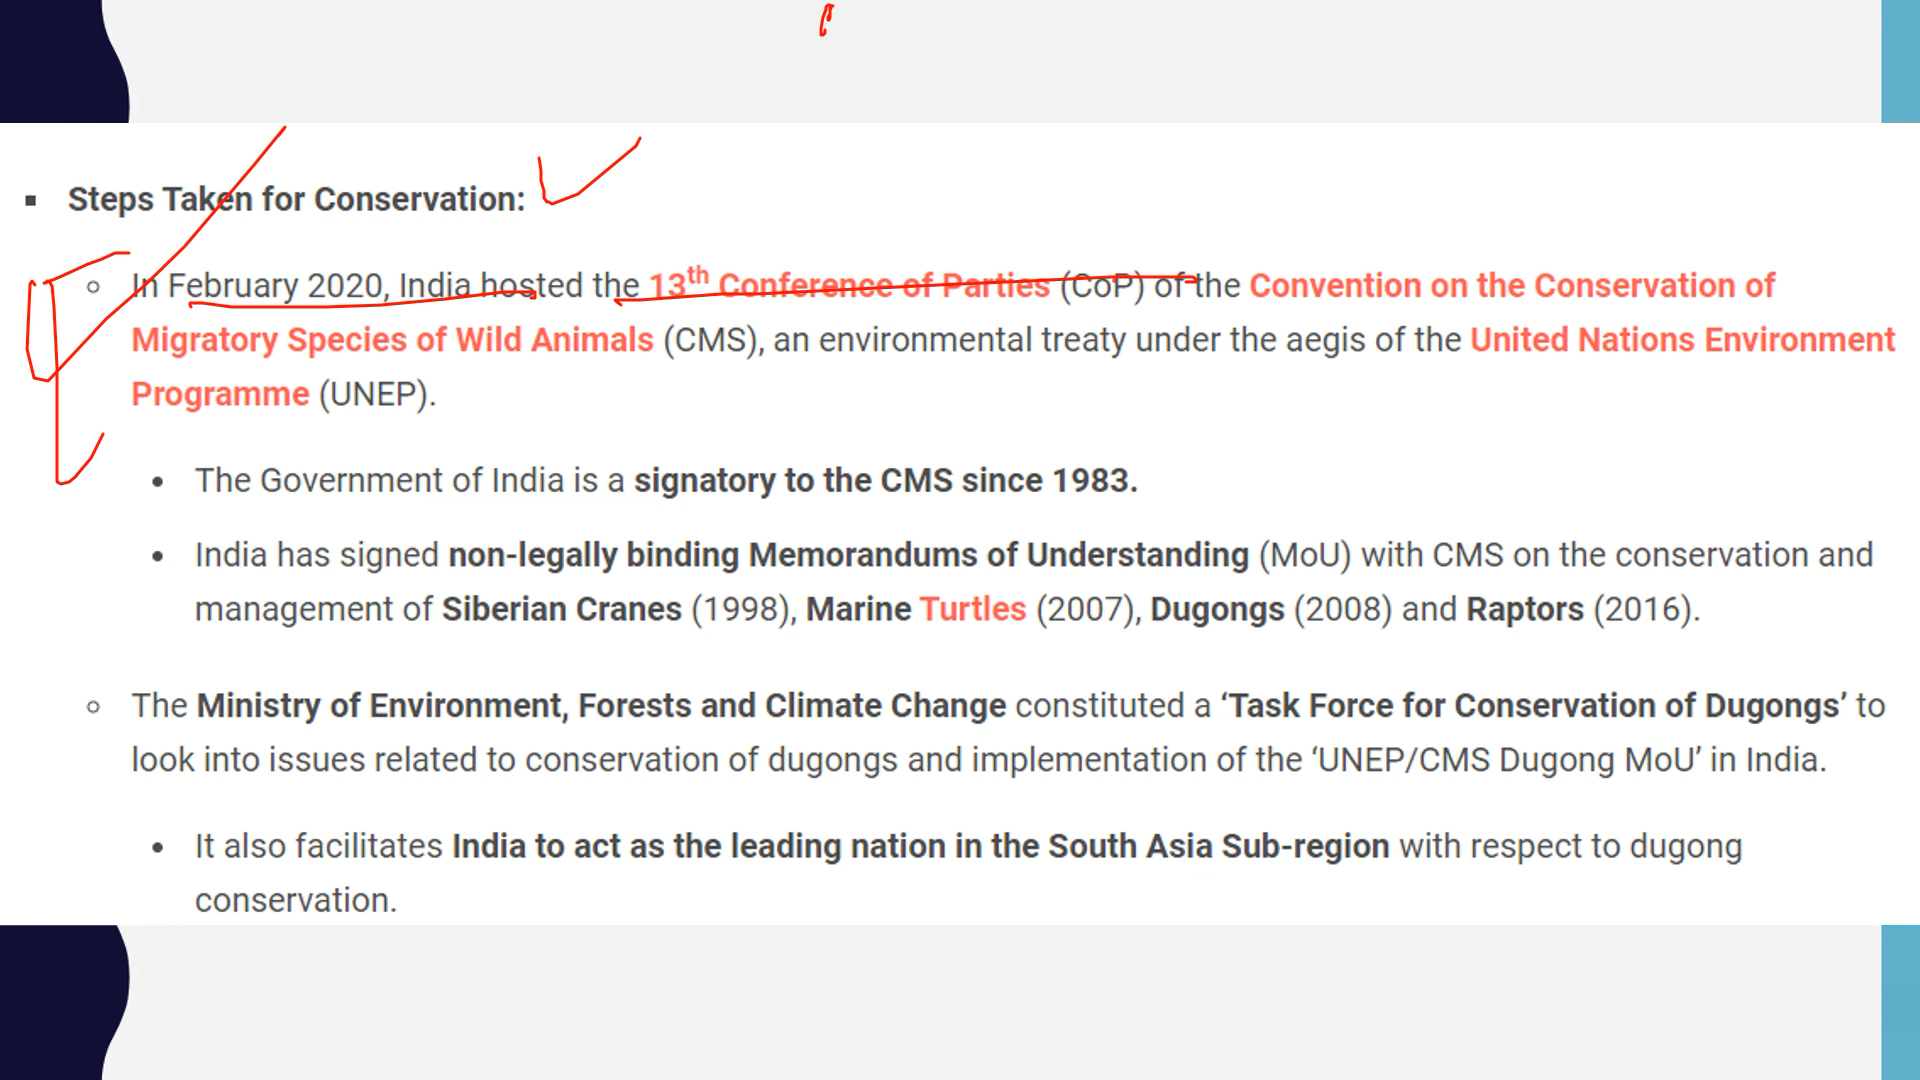 Steps Taken for Conservation:
In February 2020, India hosted the 13th Conference of Parties (CoP) of the Convention on the Conservation of
Migratory Species of Wild Animals (CMS), an environmental treaty under the aegis of the United Nations Environment
Programme (UNEP).
The Government of India is a signatory to the CMS since 1983.
India has signed non-legally binding Memorandums of Understanding (MoU) with CMS on the conservation and
management of Siberian Cranes (1998), Marine Turtles (2007), Dugongs (2008) and Raptors (2016).
The Ministry of Environment, Forests and Climate Change constituted a ‘Task Force for Conservation of Dugongs’ to
look into issues related to conservation of dugongs and implementation of the ‘UNEP/CMS Dugong MoU’ in India.
It also facilitates India to act as the leading nation in the South Asia Sub-region with respect to dugong
conservation.